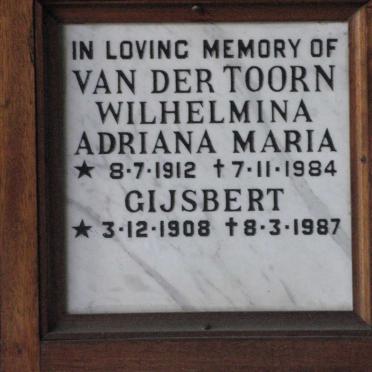 IN LOVING MEMORY OF
VAN DER TOORN
WILHELMINA
ADRIANA MARIA
★ 8·7·1912 † 7·11·1984
GIJSBERT
★ 3·12·1908 † 8·3·1987